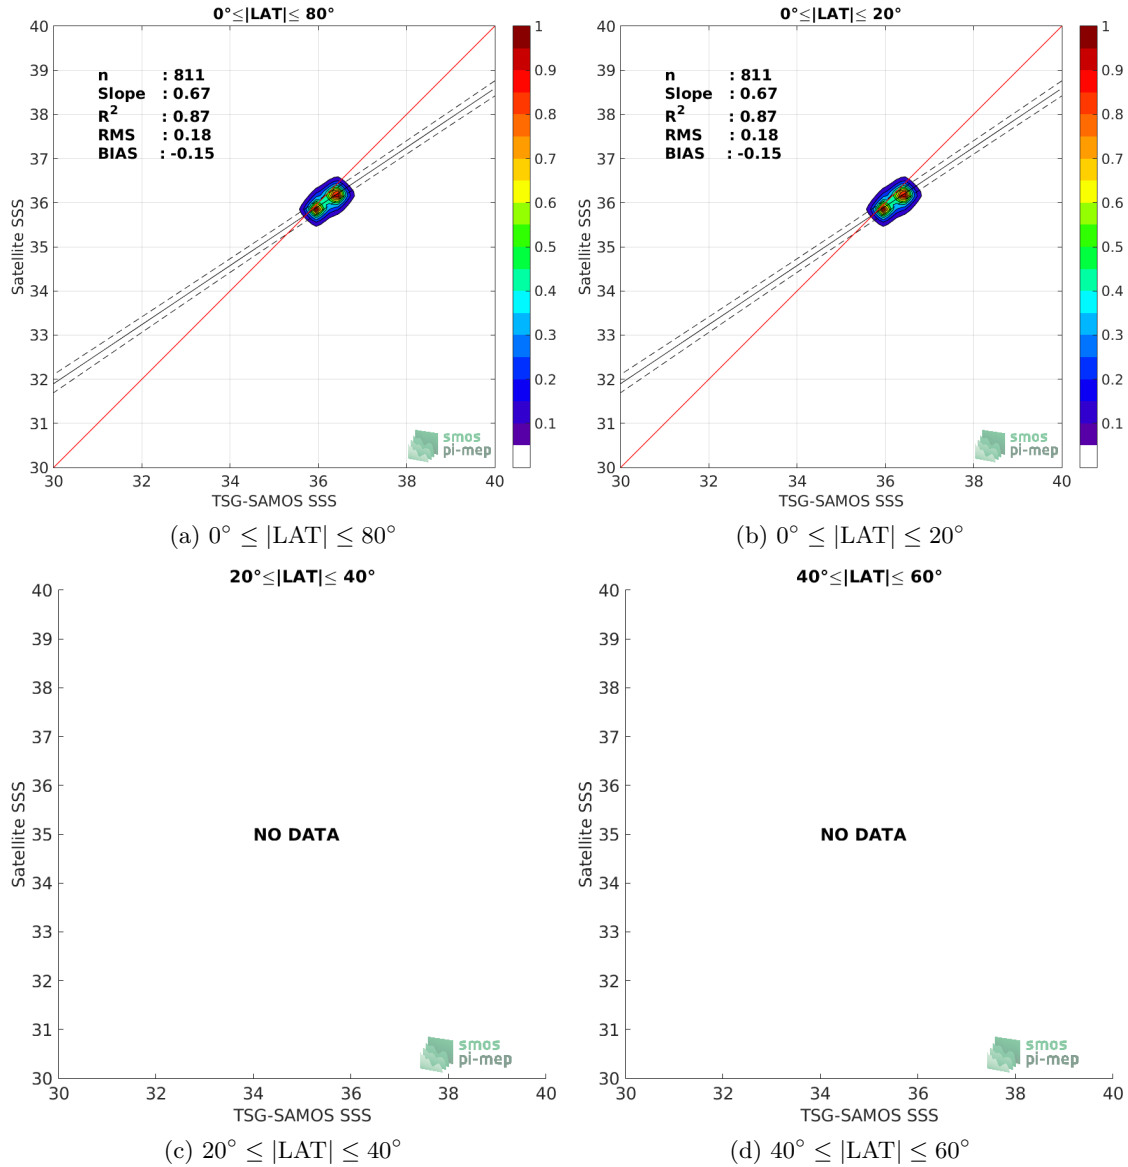 0°≤|LAT|≤ 80°
n : 811
Slope : 0.67
R² : 0.87
RMS : 0.18
BIAS : -0.15
40
39
38
37
36
35
34
33
32
31
30
Satellite SSS
30 32 34 36 38 40
TSG-SAMOS SSS
1
0.9
0.8
0.7
0.6
0.5
0.4
0.3
0.2
0.1
smos
pi-mep
(a) 0° ≤ |LAT| ≤ 80°
0°≤|LAT|≤ 20°
n : 811
Slope : 0.67
R² : 0.87
RMS : 0.18
BIAS : -0.15
40
39
38
37
36
35
34
33
32
31
30
Satellite SSS
30 32 34 36 38 40
TSG-SAMOS SSS
1
0.9
0.8
0.7
0.6
0.5
0.4
0.3
0.2
0.1
smos
pi-mep
(b) 0° ≤ |LAT| ≤ 20°
20°≤|LAT|≤ 40°
40
39
38
37
36
35
34
33
32
31
30
Satellite SSS
NO DATA
smos
pi-mep
30 32 34 36 38 40
TSG-SAMOS SSS
(c) 20° ≤ |LAT| ≤ 40°
40°≤|LAT|≤ 60°
40
39
38
37
36
35
34
33
32
31
30
Satellite SSS
NO DATA
smos
pi-mep
30 32 34 36 38 40
TSG-SAMOS SSS
(d) 40° ≤ |LAT| ≤ 60°